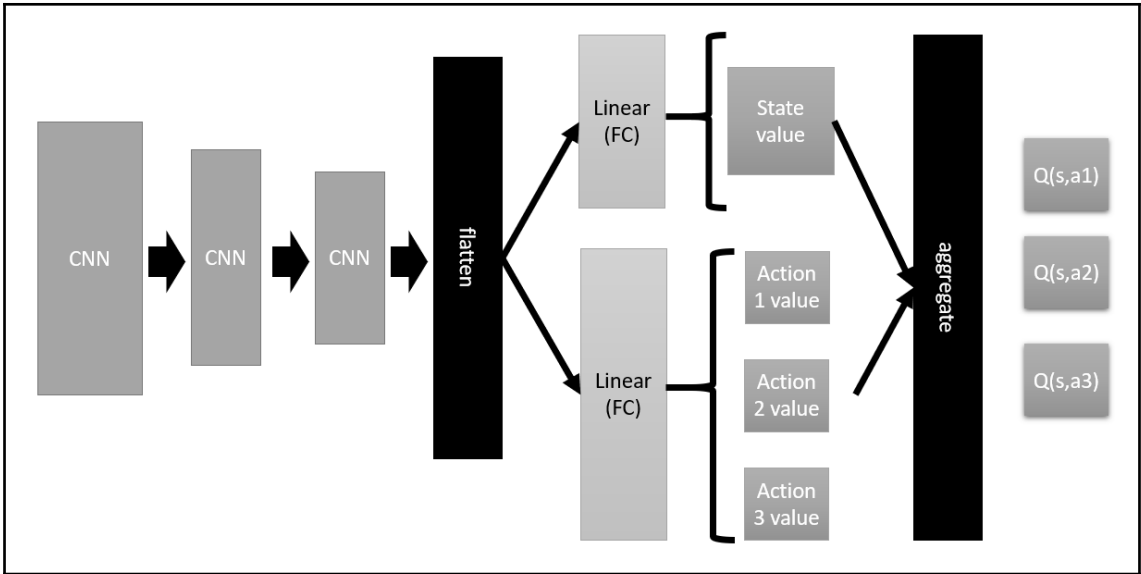 CNN
CNN
CNN
flatten
Linear
(FC)
State
value
Linear
(FC)
Action
1 value
Action
2 value
Action
3 value
aggregate
Q(s,a1)
Q(s,a2)
Q(s,a3)